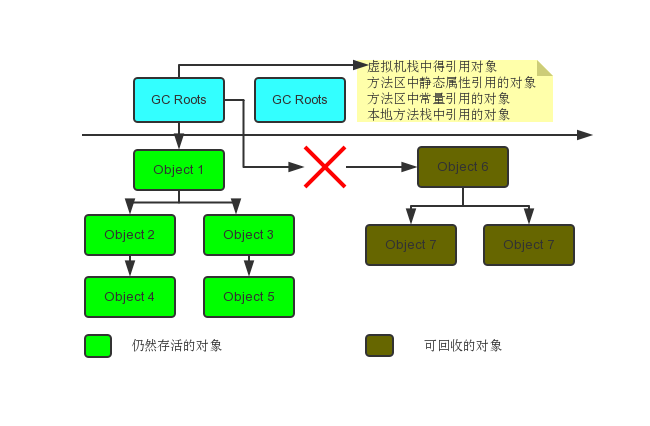 虚拟机栈中得引用对象
方法区中静态属性引用的对象
方法区中常量引用的对象
本地方法栈中引用的对象
GC Roots
GC Roots
Object 1
Object 6
Object 2
Object 3
Object 7
Object 7
Object 4
Object 5
仍然存活的对象
可回收的对象